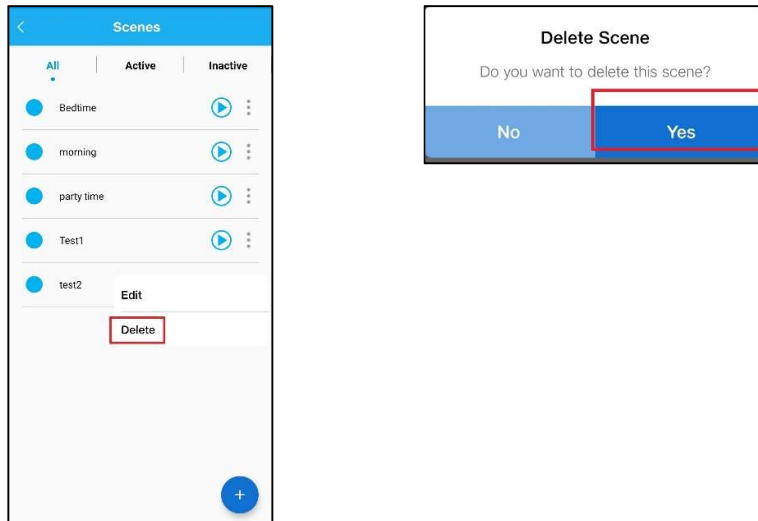 Scenes
All Active Inactive
Bedtime
morning
party time
Test1
test2
Edit
Delete
+
Delete Scene
Do you want to delete this scene?
No Yes